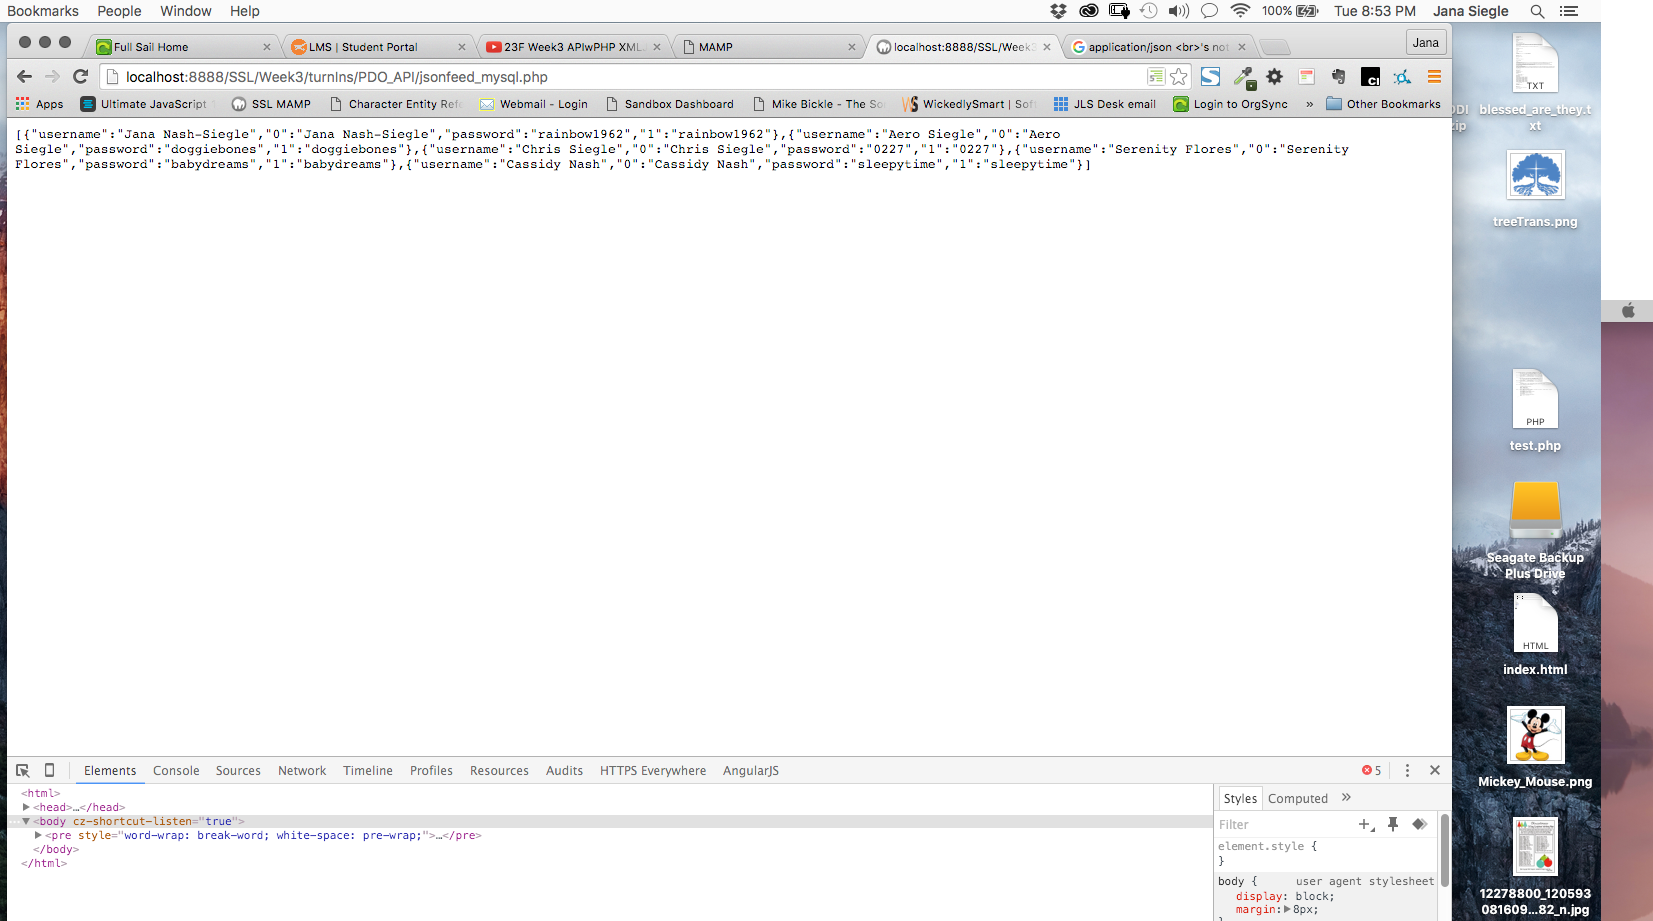 Bookmarks People Window Help 100% Tue 8:53 PM Jana Siegle
Full Sail Home LMS | Student Portal 23F Week3 APIwPHP XML MAMP localhost:8888/SSL/Week3 application/json <br>'s not Jana
localhost:8888/SSL/Week3/turnIns/PDO_API/jsonfeed_mysql.php
Apps Ultimate JavaScript SSL MAMP Character Entity Refe Webmail - Login Sandbox Dashboard Mike Bickle - The So WickedlySmart | Soft JLS Desk email Login to OrgSync » Other Bookmarks
[{"username":"Jana Nash-Siegle","0":"Jana Nash-Siegle","password":"rainbow1962","1":"rainbow1962"},{"username":"Aero Siegle","0":"Aero
Siegle","password":"doggiebones","1":"doggiebones"},{"username":"Chris Siegle","0":"Chris Siegle","password":"0227","1":"0227"},{"username":"Serenity Flores","0":"Serenity
Flores","password":"babydreams","1":"babydreams"},{"username":"Cassidy Nash","0":"Cassidy Nash","password":"sleepytime","1":"sleepytime"}]
TXT
DDI
zip
blessed_are_they.t
xt
treeTrans.png
PHP
test.php
Seagate Backup
Plus Drive
HTML
index.html
Mickey_Mouse.png
12278800_120593
081609...82_n.jpg
Elements Console Sources Network Timeline Profiles Resources Audits HTTPS Everywhere AngularJS 5
<html>
<head>…</head>
<body cz-shortcut-listen="true">
<pre style="word-wrap: break-word; white-space: pre-wrap;">…</pre>
</body>
</html>
Styles Computed »
Filter
element.style {
}
body { user agent stylesheet
display: block;
margin: 8px;